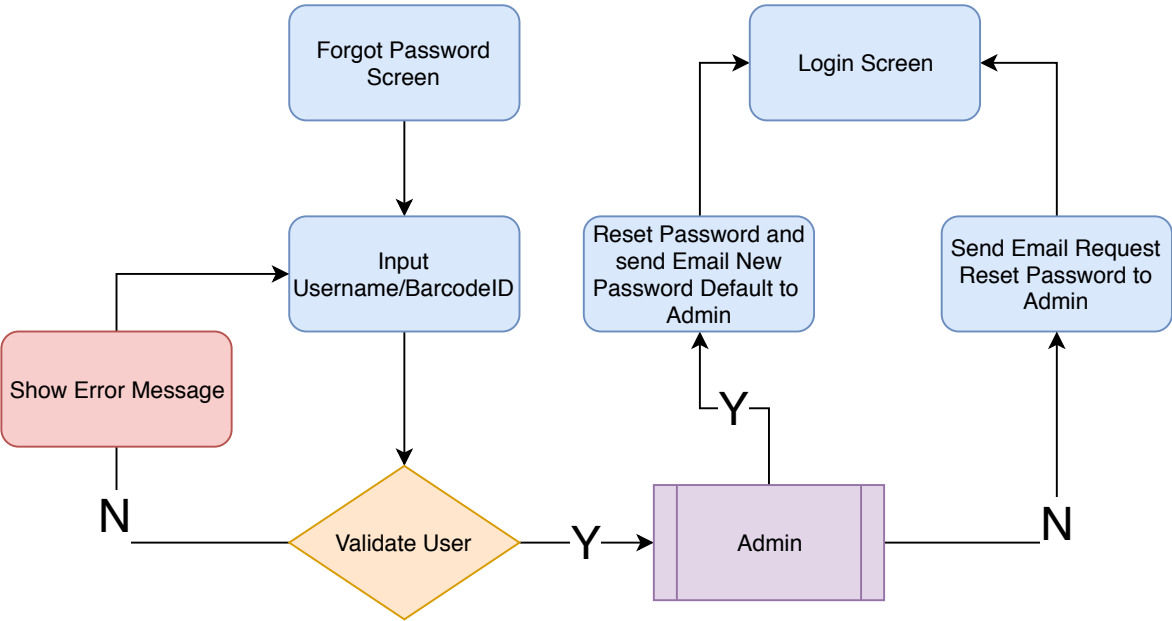 Forgot Password
Screen
Login Screen
Input
Username/BarcodeID
Reset Password and
send Email New
Password Default to
Admin
Send Email Request
Reset Password to
Admin
Show Error Message
Y
N
Validate User
Y
Admin
N